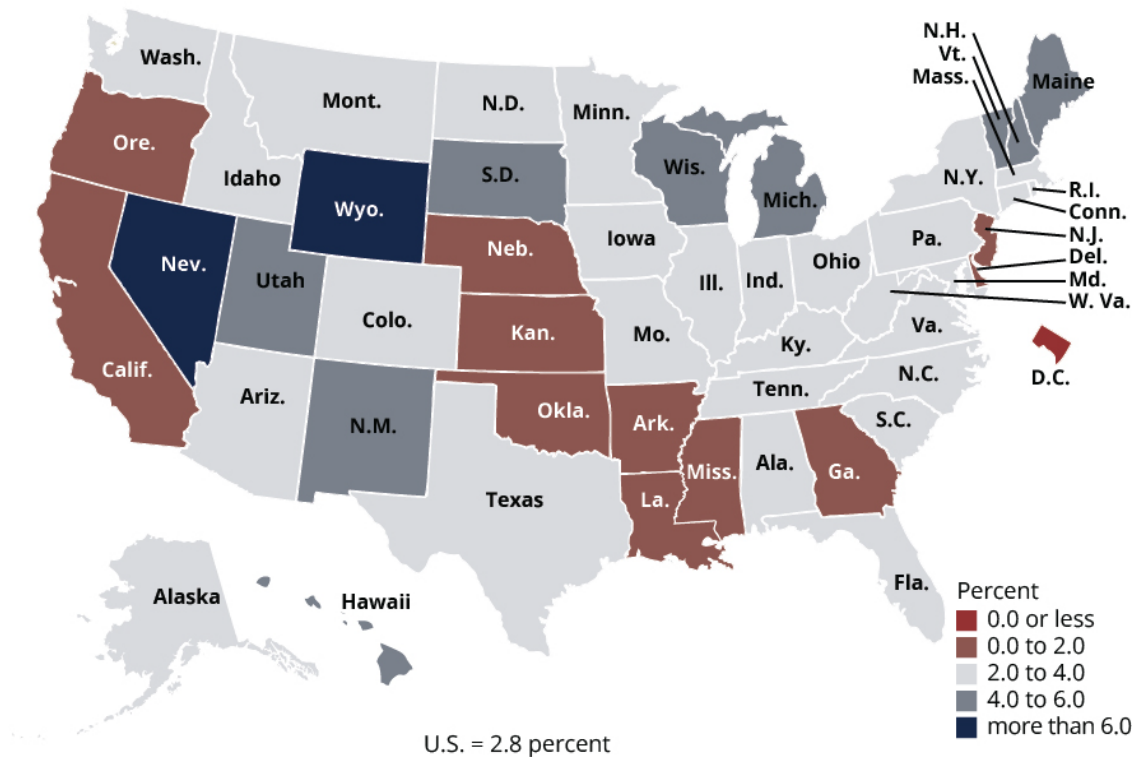 N.H.
Vt.
Mass.
Wash.
Mont.
N.D.
Minn.
Maine
Ore.
Idaho
S.D.
Wis.
Mich.
N.Y.
R.I.
Conn.
N.J.
Del.
Md.
W. Va.
Wyo.
Neb.
Iowa
Pa.
Nev.
Utah
Colo.
Ill.
Ind.
Ohio
Kan.
Mo.
Ky.
Va.
Calif.
Ariz.
N.M.
Okla.
Ark.
Tenn.
N.C.
S.C.
D.C.
Texas
La.
Miss.
Ala.
Ga.
Fla.
Alaska
Hawaii
Percent
0.0 or less
0.0 to 2.0
2.0 to 4.0
4.0 to 6.0
more than 6.0
U.S. = 2.8 percent